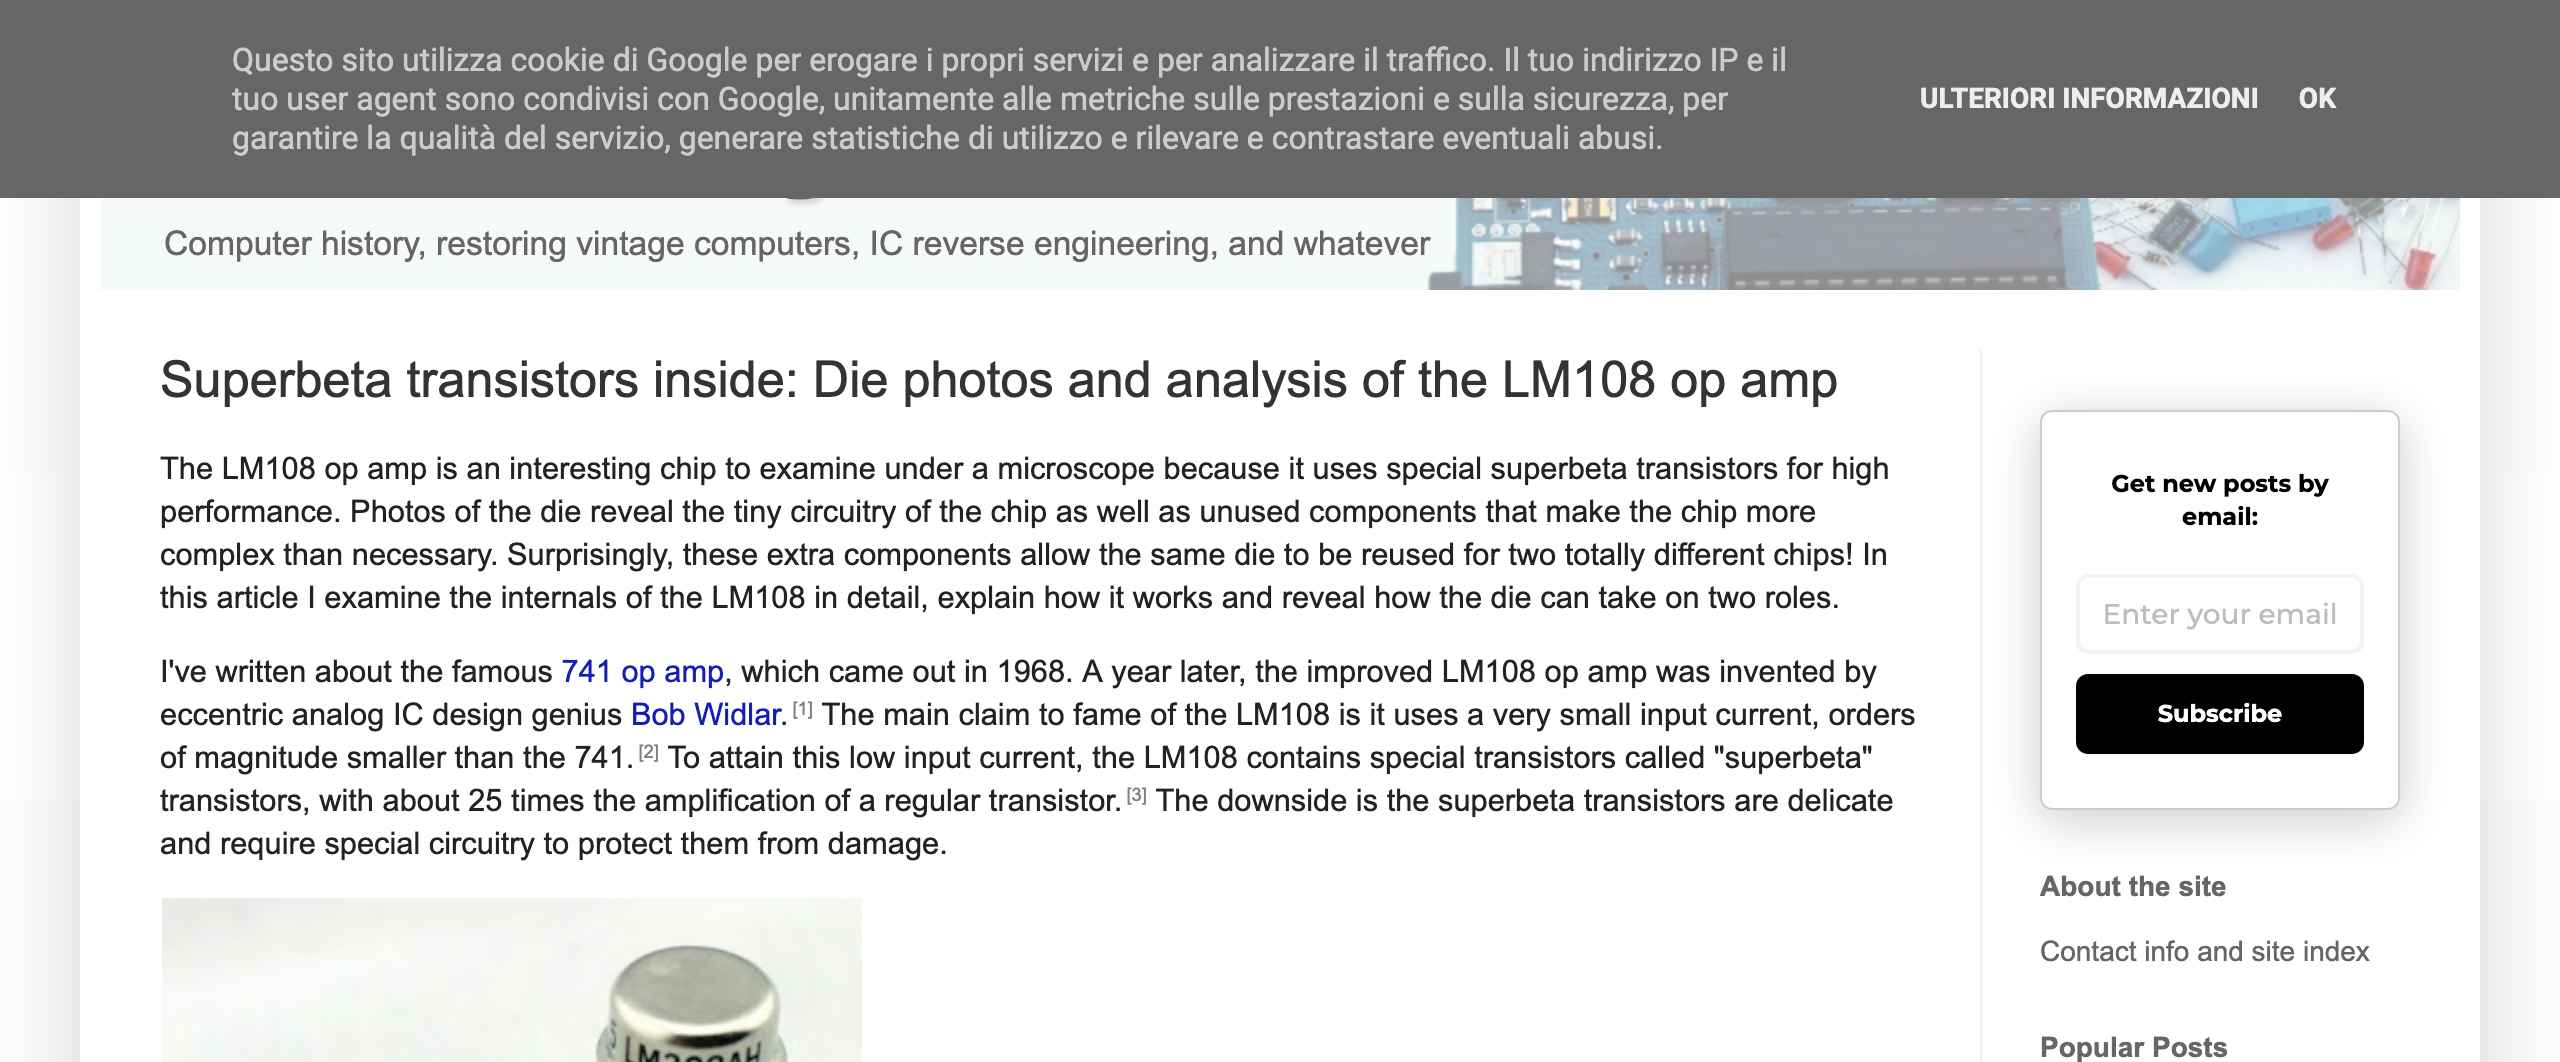 Questo sito utilizza cookie di Google per erogare i propri servizi e per analizzare il traffico. Il tuo indirizzo IP e il
tuo user agent sono condivisi con Google, unitamente alle metriche sulle prestazioni e sulla sicurezza, per
garantire la qualità del servizio, generare statistiche di utilizzo e rilevare e contrastare eventuali abusi.
ULTERIORI INFORMAZIONI OK
Computer history, restoring vintage computers, IC reverse engineering, and whatever
Superbeta transistors inside: Die photos and analysis of the LM108 op amp
The LM108 op amp is an interesting chip to examine under a microscope because it uses special superbeta transistors for high
performance. Photos of the die reveal the tiny circuitry of the chip as well as unused components that make the chip more
complex than necessary. Surprisingly, these extra components allow the same die to be reused for two totally different chips! In
this article I examine the internals of the LM108 in detail, explain how it works and reveal how the die can take on two roles.
I've written about the famous 741 op amp, which came out in 1968. A year later, the improved LM108 op amp was invented by
eccentric analog IC design genius Bob Widlar. [1] The main claim to fame of the LM108 is it uses a very small input current, orders
of magnitude smaller than the 741. [2] To attain this low input current, the LM108 contains special transistors called "superbeta"
transistors, with about 25 times the amplification of a regular transistor. [3] The downside is the superbeta transistors are delicate
and require special circuitry to protect them from damage.
Get new posts by
email:
Enter your email
Subscribe
About the site
Contact info and site index
Popular Posts